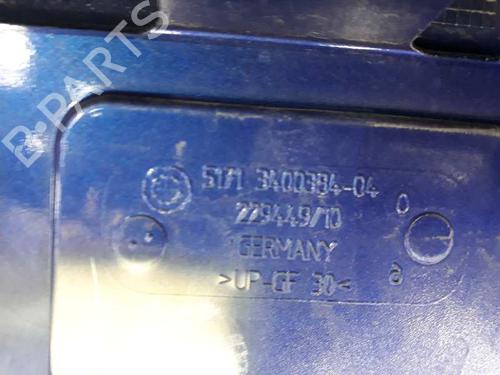 B-PARTS
5171 3400384-04
229449/10
GERMANY
>UP-GF 30<